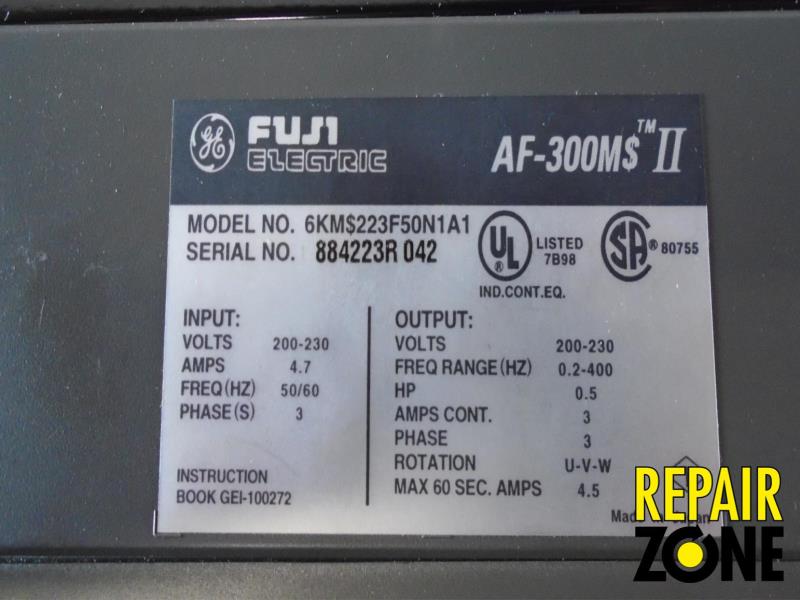 GE FUJI ELECTRIC
AF-300M$™ II
MODEL NO. 6KM$223F50N1A1
SERIAL NO. 884223R 042
UL ® LISTED 7B98
IND.CONT.EQ.
SA ® 80755
INPUT:
VOLTS 200-230
AMPS 4.7
FREQ(HZ) 50/60
PHASE(S) 3
INSTRUCTION
BOOK GEI-100272
OUTPUT:
VOLTS 200-230
FREQ RANGE(HZ) 0.2-400
HP 0.5
AMPS CONT. 3
PHASE 3
ROTATION U-V-W
MAX 60 SEC. AMPS 4.5
Made in Japan
REPAIR
ZONE